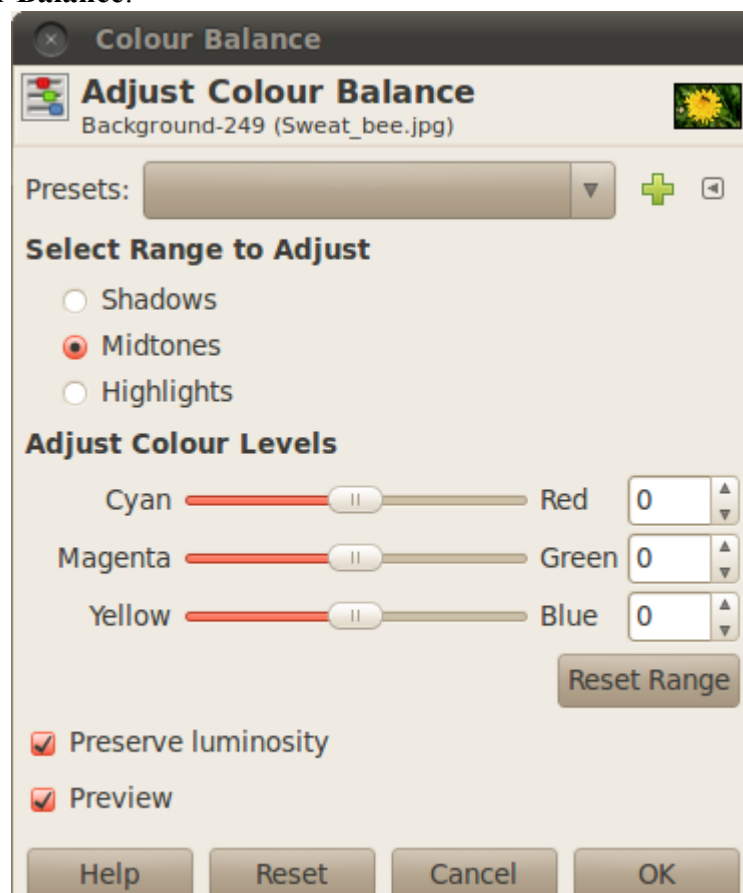 r Balance.
Colour Balance
Adjust Colour Balance
Background-249 (Sweat_bee.jpg)
Presets:
Select Range to Adjust
Shadows
Midtones
Highlights
Adjust Colour Levels
Cyan Red 0
Magenta Green 0
Yellow Blue 0
Reset Range
Preserve luminosity
Preview
Help Reset Cancel OK